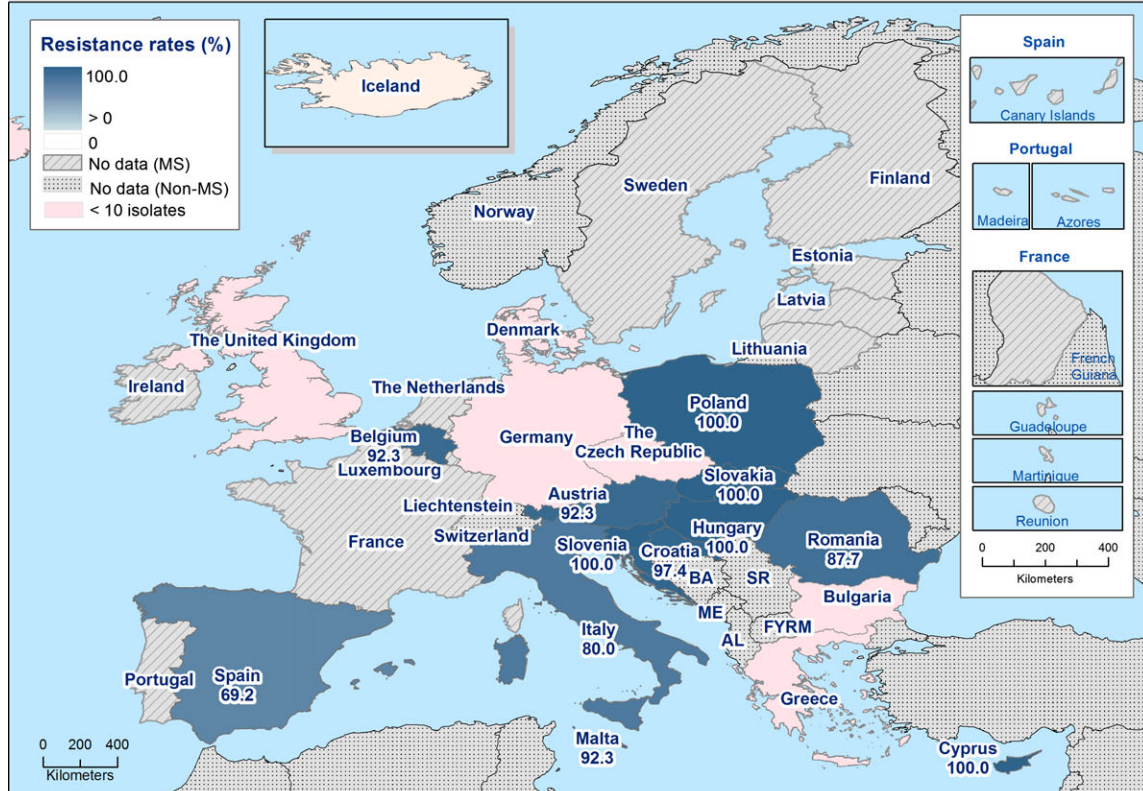 Resistance rates (%)
100.0
> 0
0
No data (MS)
No data (Non-MS)
< 10 isolates
Iceland
Spain
Canary Islands
Portugal
Madeira
Azores
France
French
Guiana
Guadeloupe
Martinique
Reunion
0 200 400
Kilometers
Sweden
Finland
Norway
Estonia
Latvia
Lithuania
Denmark
The United Kingdom
Ireland
The Netherlands
Poland
100.0
Belgium
92.3
Luxembourg
Germany
The
Czech Republic
Slovakia
100.0
Liechtenstein
Austria
92.3
Switzerland
France
Slovenia
100.0
Hungary
100.0
Croatia
97.4
Romania
87.7
BA
SR
Bulgaria
ME
FYRM
AL
Italy
80.0
Portugal
Spain
69.2
Greece
Malta
92.3
Cyprus
100.0
0 200 400
Kilometers